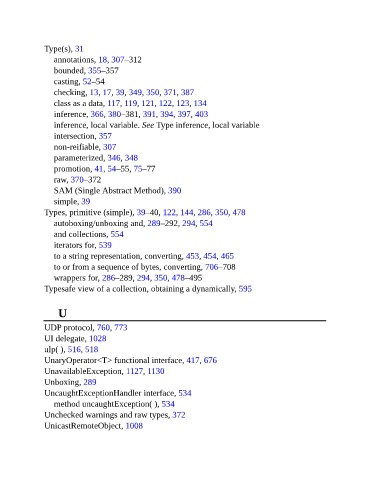 Type(s), 31
annotations, 18, 307–312
bounded, 355–357
casting, 52–54
checking, 13, 17, 39, 349, 350, 371, 387
class as a data, 117, 119, 121, 122, 123, 134
inference, 366, 380–381, 391, 394, 397, 403
inference, local variable. See Type inference, local variable
intersection, 357
non-reifiable, 307
parameterized, 346, 348
promotion, 41, 54–55, 75–77
raw, 370–372
SAM (Single Abstract Method), 390
simple, 39
Types, primitive (simple), 39–40, 122, 144, 286, 350, 478
autoboxing/unboxing and, 289–292, 294, 554
and collections, 554
iterators for, 539
to a string representation, converting, 453, 454, 465
to or from a sequence of bytes, converting, 706–708
wrappers for, 286–289, 294, 350, 478–495
Typesafe view of a collection, obtaining a dynamically, 595
U
UDP protocol, 760, 773
UI delegate, 1028
ulp( ), 516, 518
UnaryOperator<T> functional interface, 417, 676
UnavailableException, 1127, 1130
Unboxing, 289
UncaughtExceptionHandler interface, 534
method uncaughtException( ), 534
Unchecked warnings and raw types, 372
UnicastRemoteObject, 1008